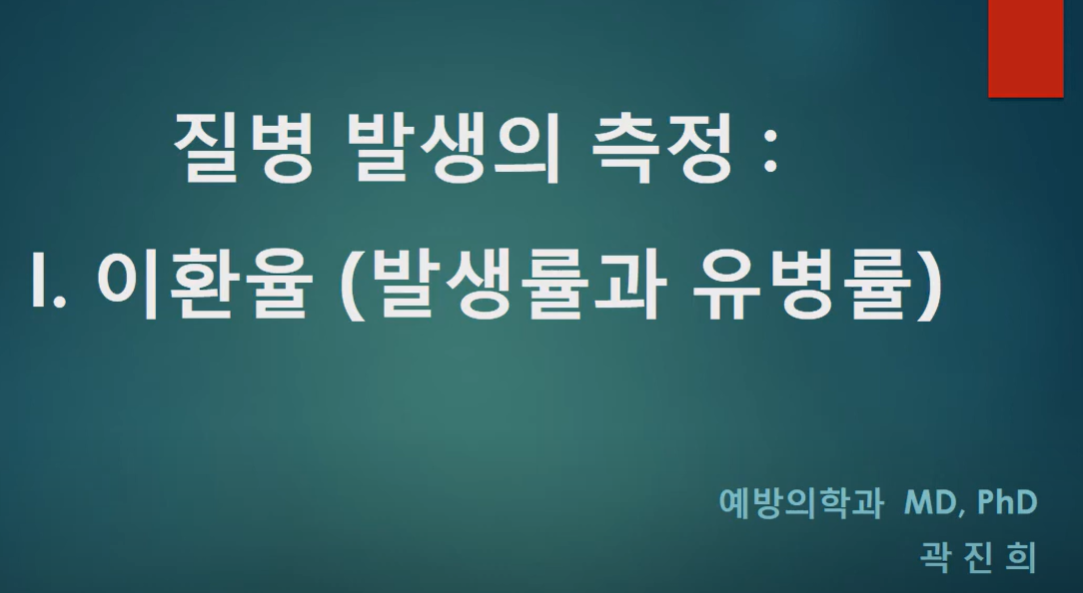 질병 발생의 측정 :
I. 이환율 (발생률과 유병률)
예방의학과 MD, PhD
곽 진 희